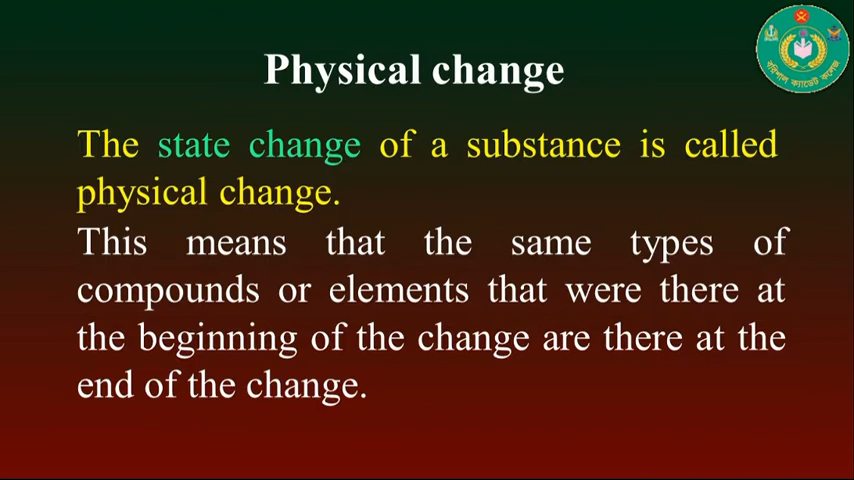 Physical change
The state change of a substance is called
physical change.
This means that the same types of
compounds or elements that were there at
the beginning of the change are there at the
end of the change.
বরিশাল ক্যাডেট কলেজ